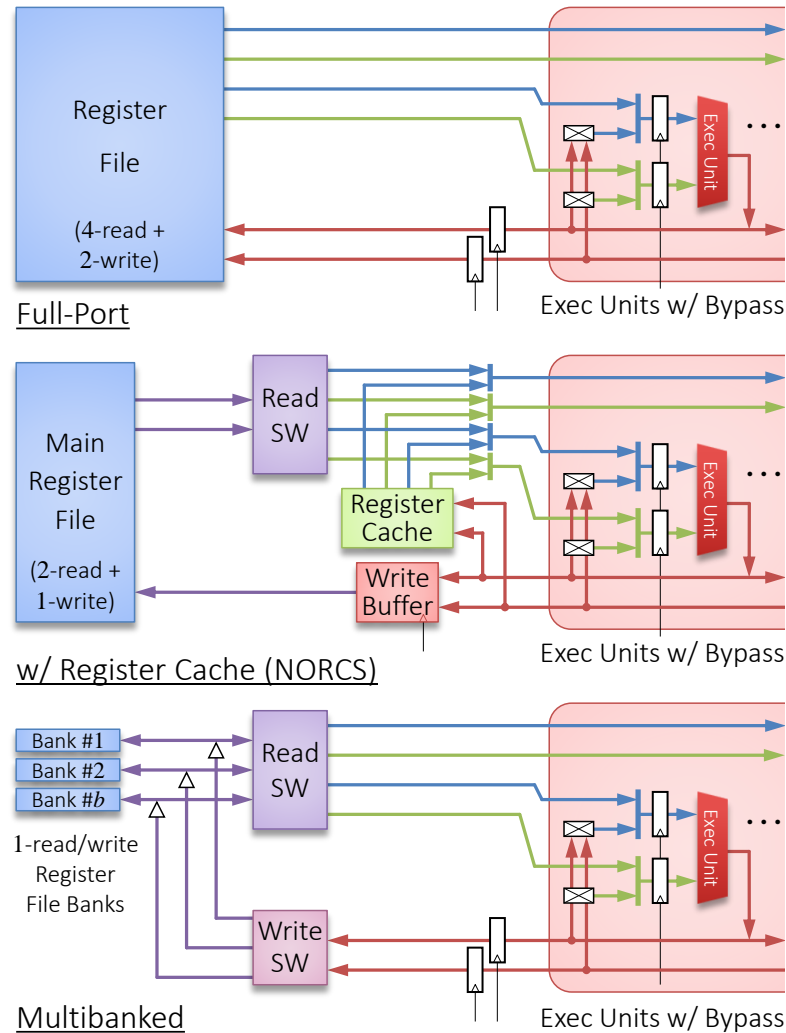 Register
File
(4-read +
2-write)
Exec Unit
...
Full-Port
Exec Units w/ Bypass
Main
Register
File
(2-read +
1-write)
Read
SW
Register
Cache
Write
Buffer
Exec Unit
...
w/ Register Cache (NORCS)
Exec Units w/ Bypass
Bank #1
Bank #2
Bank #b
1-read/write
Register
File Banks
Read
SW
Write
SW
Exec Unit
...
Multibanked
Exec Units w/ Bypass